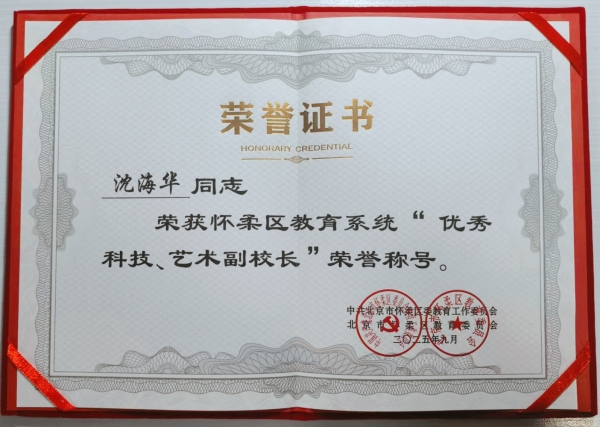 荣誉证书
HONORARY CREDENTIAL
沈海华 同志
荣获怀柔区教育系统“优秀
科技、艺术副校长”荣誉称号。
中共北京市怀柔区委教育工作委员会
北京市怀柔区教育委员会
二〇二五年九月